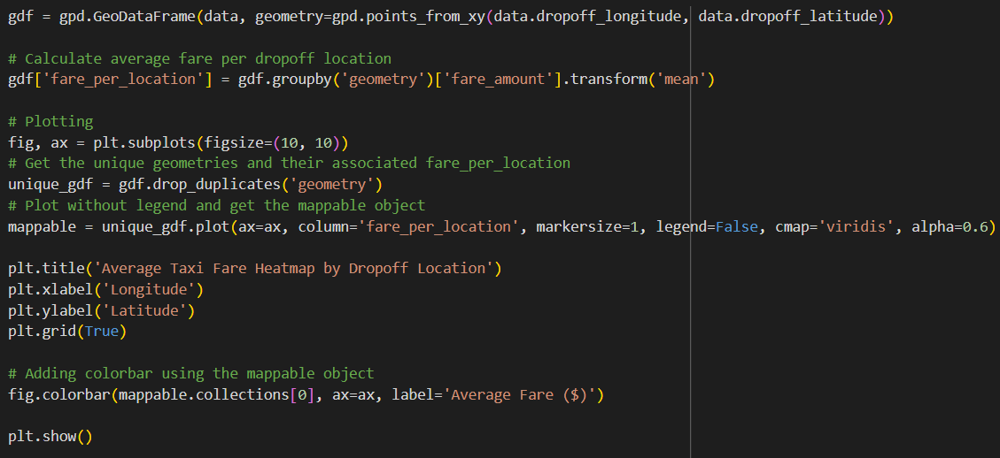 gdf = gpd.GeoDataFrame(data, geometry=gpd.points_from_xy(data.dropoff_longitude, data.dropoff_latitude))
# Calculate average fare per dropoff location
gdf['fare_per_location'] = gdf.groupby('geometry')['fare_amount'].transform('mean')
# Plotting
fig, ax = plt.subplots(figsize=(10, 10))
# Get the unique geometries and their associated fare_per_location
unique_gdf = gdf.drop_duplicates('geometry')
# Plot without legend and get the mappable object
mappable = unique_gdf.plot(ax=ax, column='fare_per_location', markersize=1, legend=False, cmap='viridis', alpha=0.6)
plt.title('Average Taxi Fare Heatmap by Dropoff Location')
plt.xlabel('Longitude')
plt.ylabel('Latitude')
plt.grid(True)
# Adding colorbar using the mappable object
fig.colorbar(mappable.collections[0], ax=ax, label='Average Fare ($)')
plt.show()